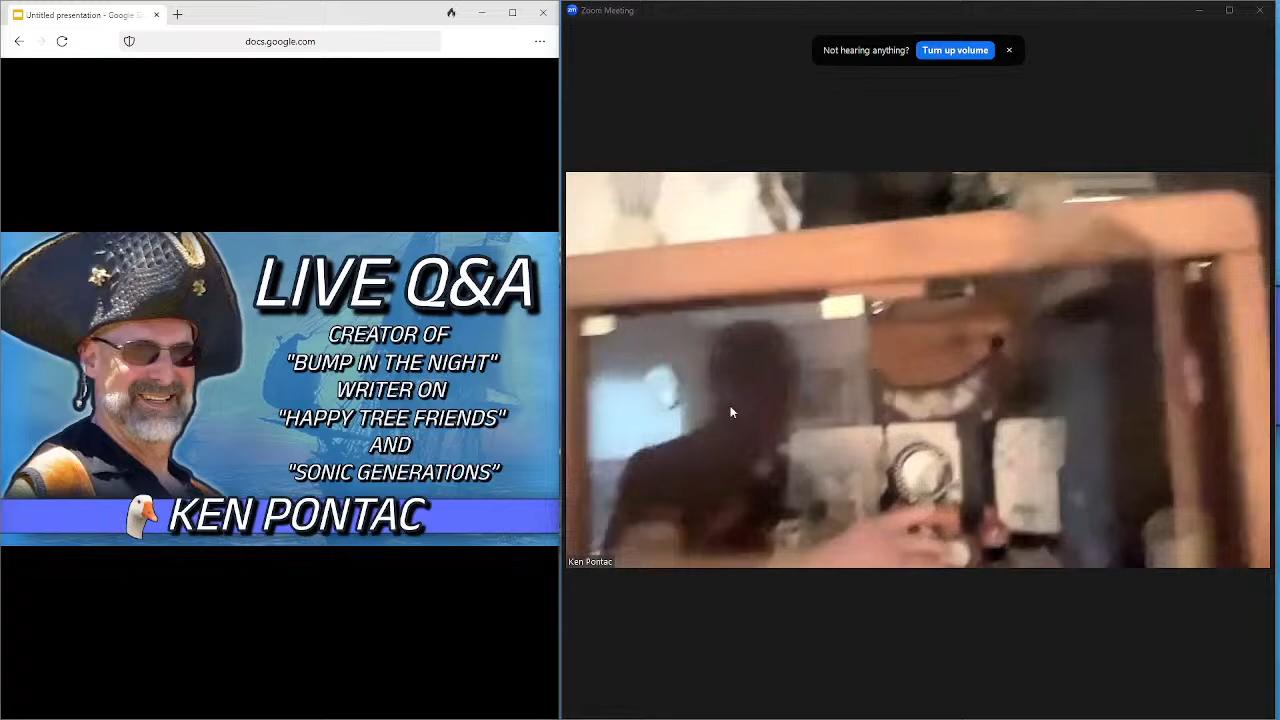 Untitled presentation - Google
docs.google.com
LIVE Q&A
CREATOR OF
"BUMP IN THE NIGHT"
WRITER ON
"HAPPY TREE FRIENDS"
AND
"SONIC GENERATIONS"
KEN PONTAC
zm Zoom Meeting
Not hearing anything? Turn up volume
Ken Pontac